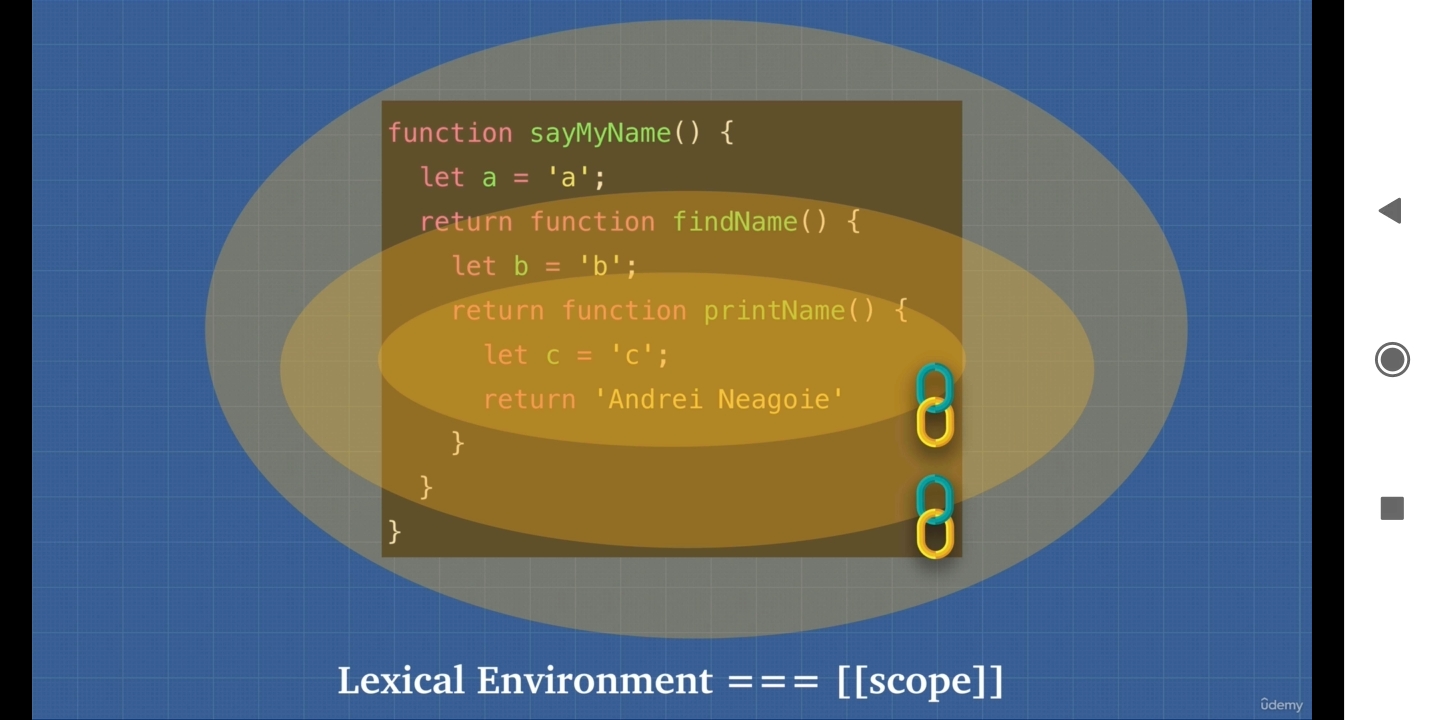 function sayMyName() {
let a = 'a';
return function findName() {
let b = 'b';
return function printName() {
let c = 'c';
return 'Andrei Neagoie'
}
}
}
Lexical Environment === [[scope]]
ûdemy